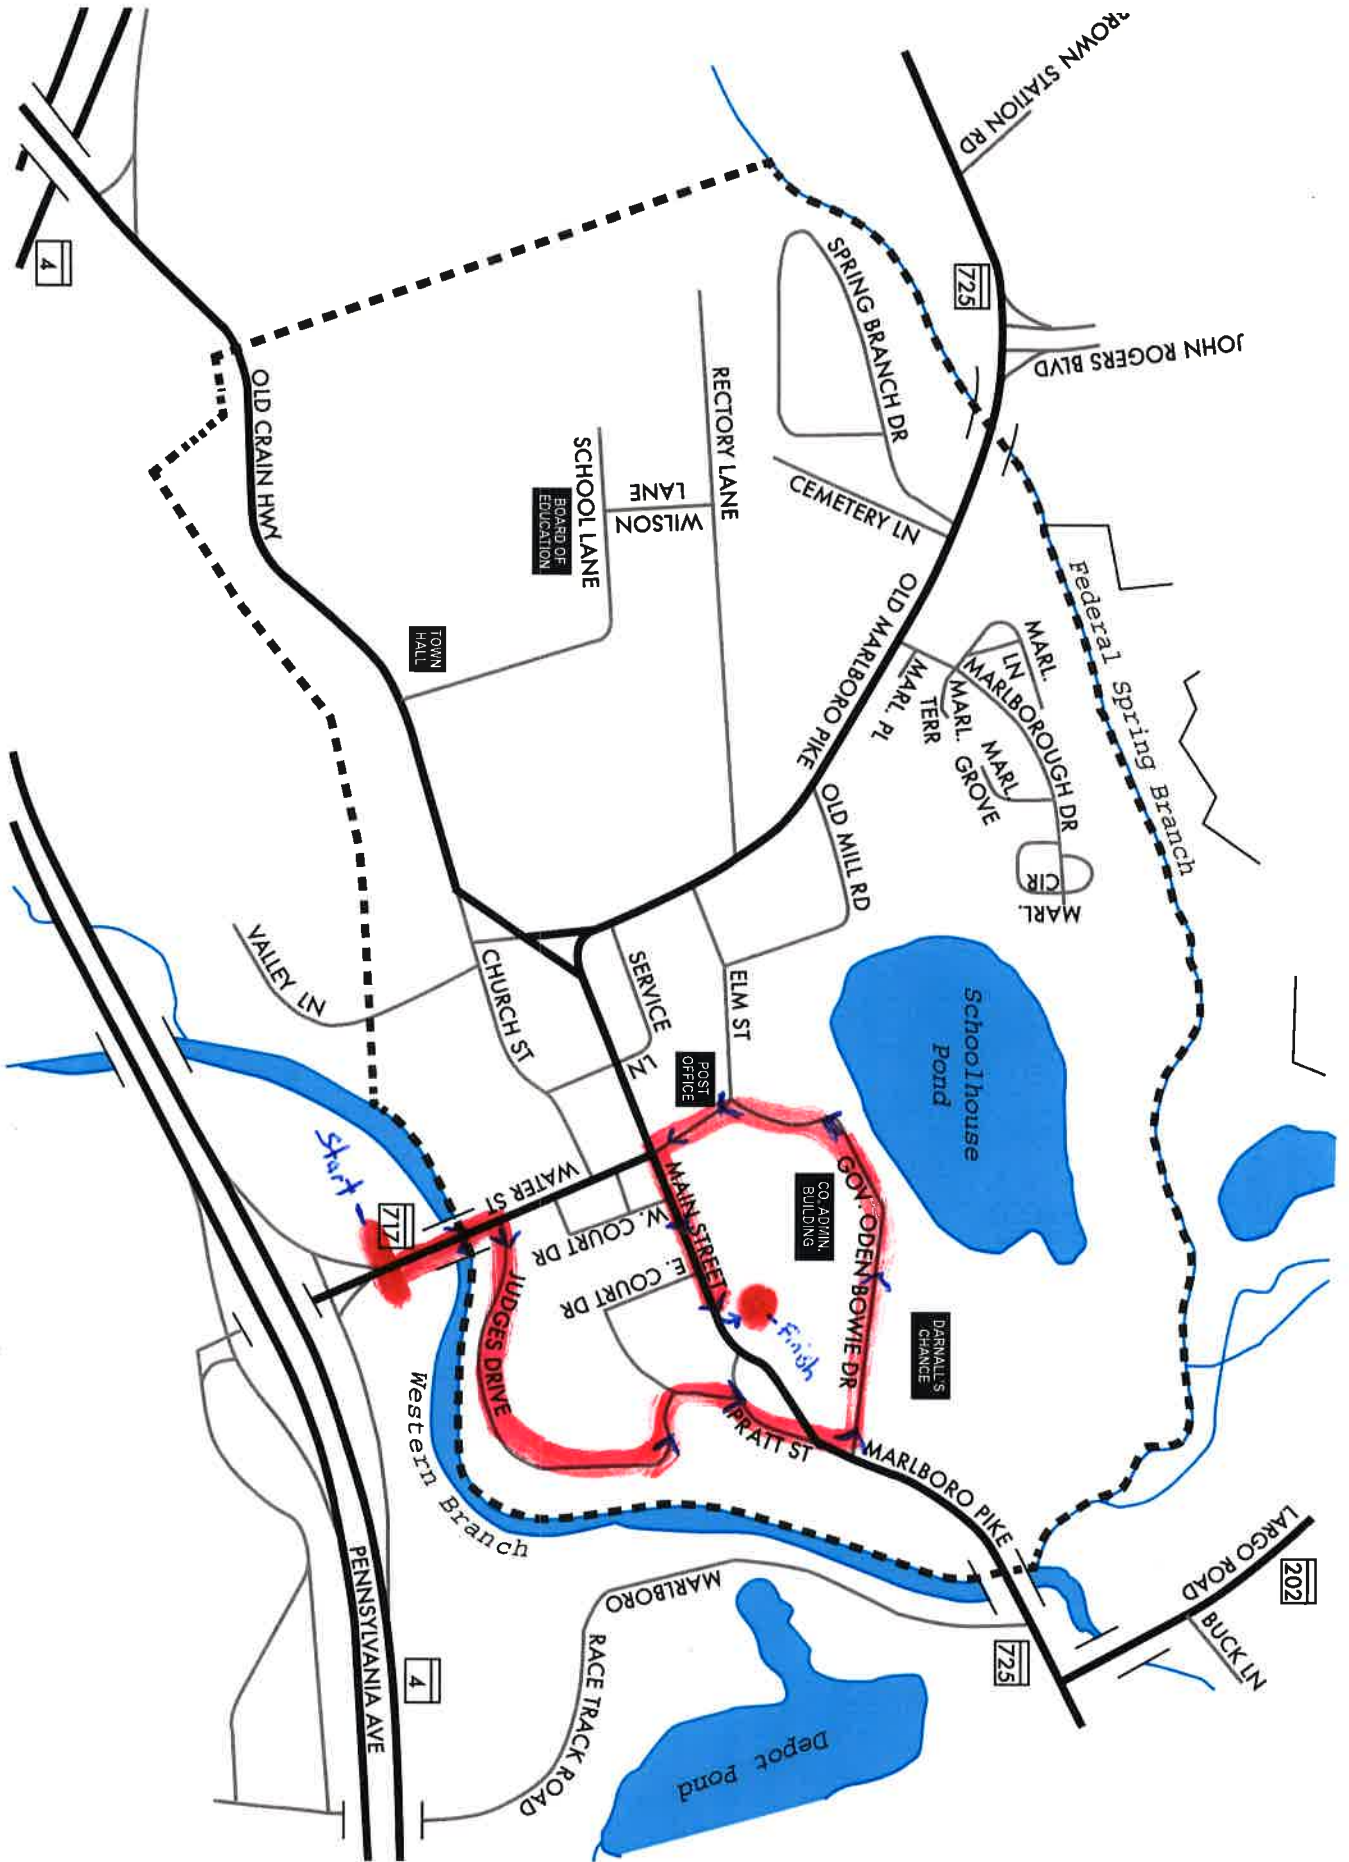 BROWN STATION RD
JOHN ROGERS BLVD
725
4
SPRING BRANCH DR
CEMETERY LN
RECTORY LANE
WILSON
LANE
SCHOOL LANE
BOARD OF
EDUCATION
OLD CRAIN HWY
TOWN
HALL
OLD MARLBORO PIKE
Federal Spring Branch
MARL.
LN
MARLBOROUGH DR
MARL. PL
MARL.
TERR
MARL.
GROVE
MARL.
CIR
OLD MILL RD
ELM ST
SERVICE
LN
CHURCH ST
VALLEY LN
Schoolhouse
Pond
POST
OFFICE
MAIN STREET
WATER ST
W. COURT DR
E. COURT DR
CO. ADMIN.
BUILDING
GOV. ODEN BOWIE DR
DARNALL'S
CHANCE
Start
717
JUDGES DRIVE
Finish
PRATT ST
MARLBORO PIKE
Western Branch
LARGO ROAD
202
BUCK LN
725
MARLBORO
RACE TRACK ROAD
Depot Pond
PENNSYLVANIA AVE
4